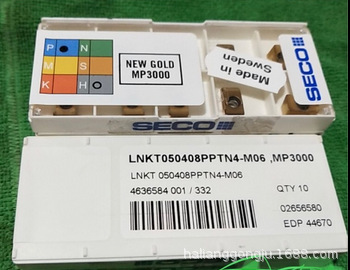 P N
M S
K H
NEW GOLD
MP3000
Made in
Sweden
SECO
SECO
LNKT050408PPTN4-M06 ,MP3000
LNKT 050408PPTN4-M06
4636584 001 / 332
QTY 10
02656580
EDP 44670
halianggongju.1688.com